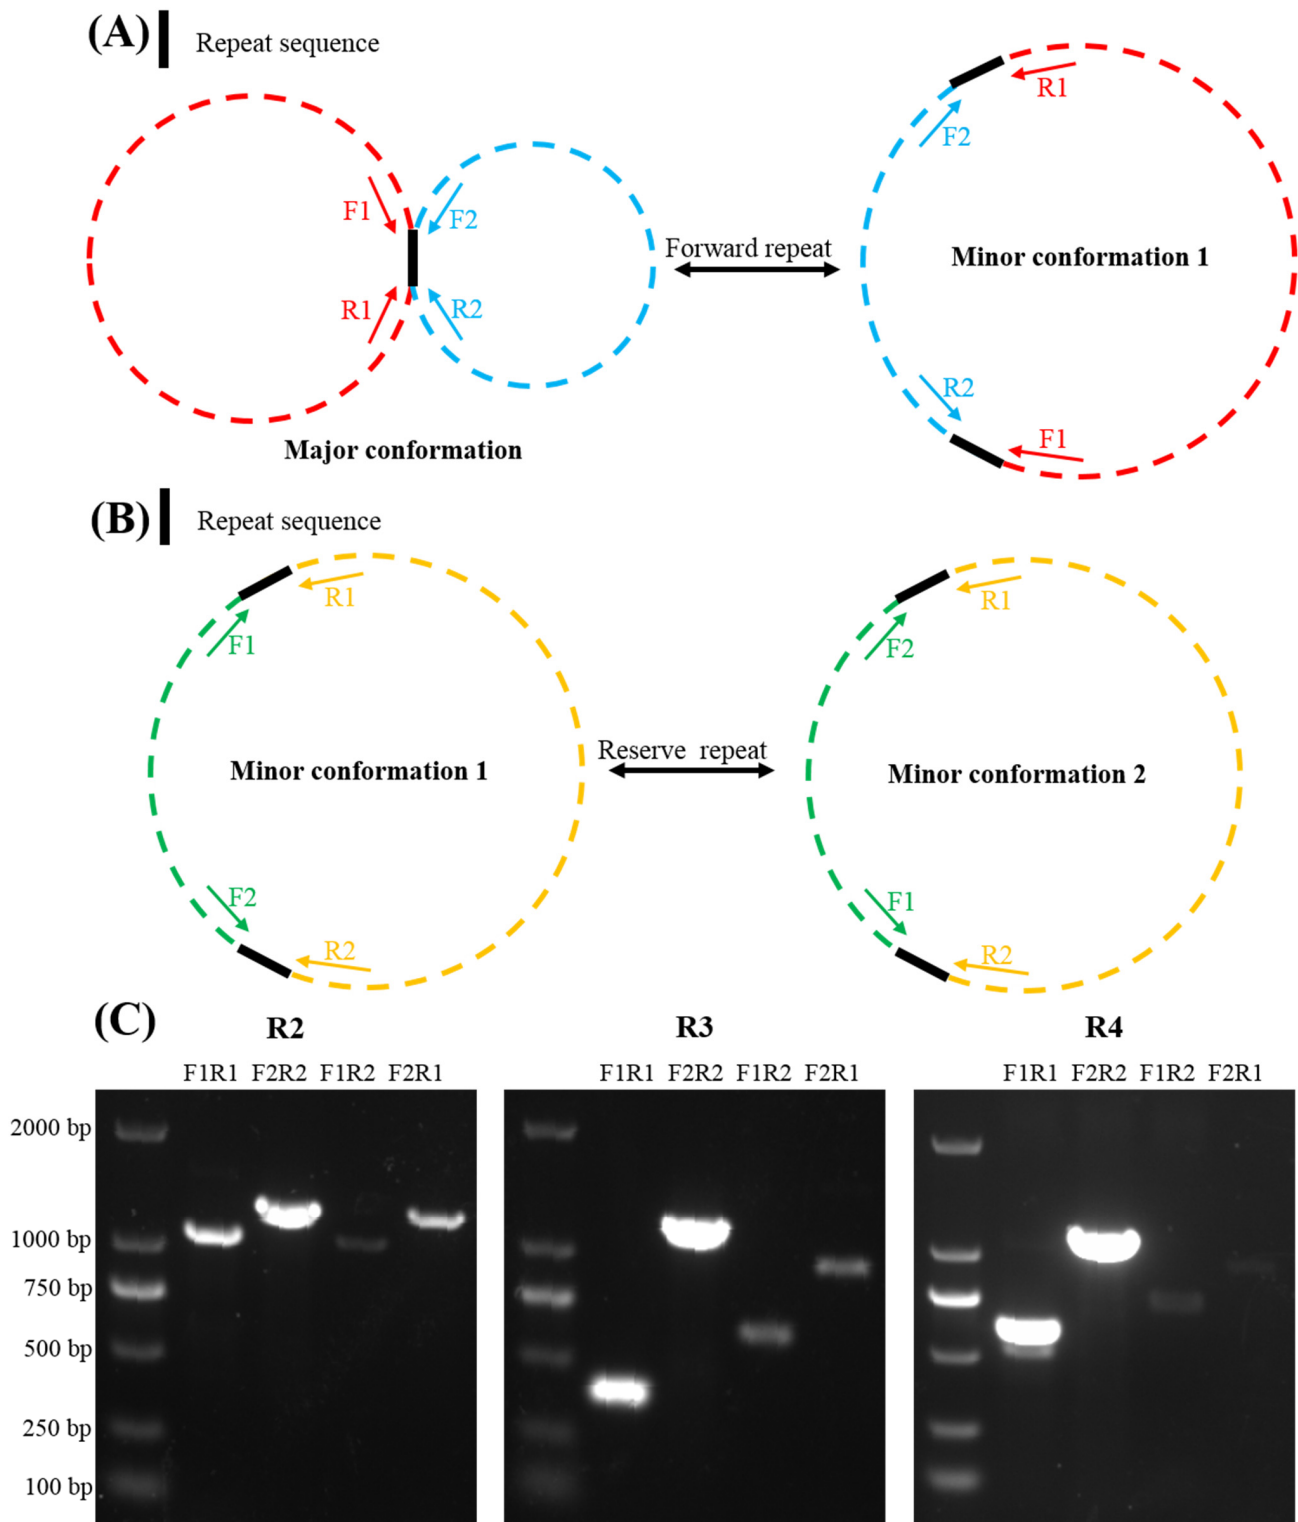 (A) Repeat sequence
F1
F2
R1
R2
Major conformation
Forward repeat
R1
F2
Minor conformation 1
R2
F1
(B) Repeat sequence
R1
F1
Minor conformation 1
F2
R2
Reserve repeat
R1
F2
Minor conformation 2
F1
R2
(C) R2 R3 R4
F1R1 F2R2 F1R2 F2R1 F1R1 F2R2 F1R2 F2R1 F1R1 F2R2 F1R2 F2R1
2000 bp
1000 bp
750 bp
500 bp
250 bp
100 bp